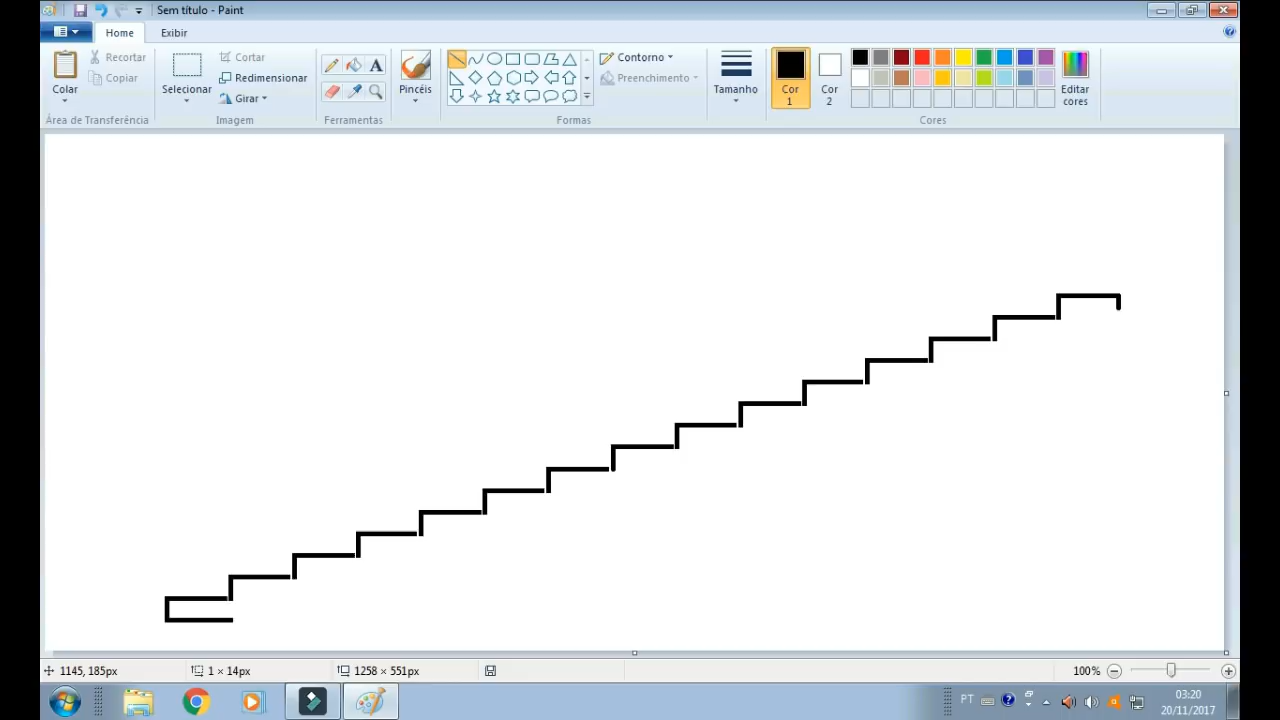 Sem título - Paint
Home Exibir
Colar
Recortar
Copiar
Área de Transferência
Selecionar
Cortar
Redimensionar
Girar
Imagem
A
Ferramentas
Pincéis
Contorno
Preenchimento
Formas
Tamanho
Cor
1
Cor
2
Editar
cores
Cores
1145, 185px 1 × 14px 1258 × 551px 100%
PT 03:20
20/11/2017